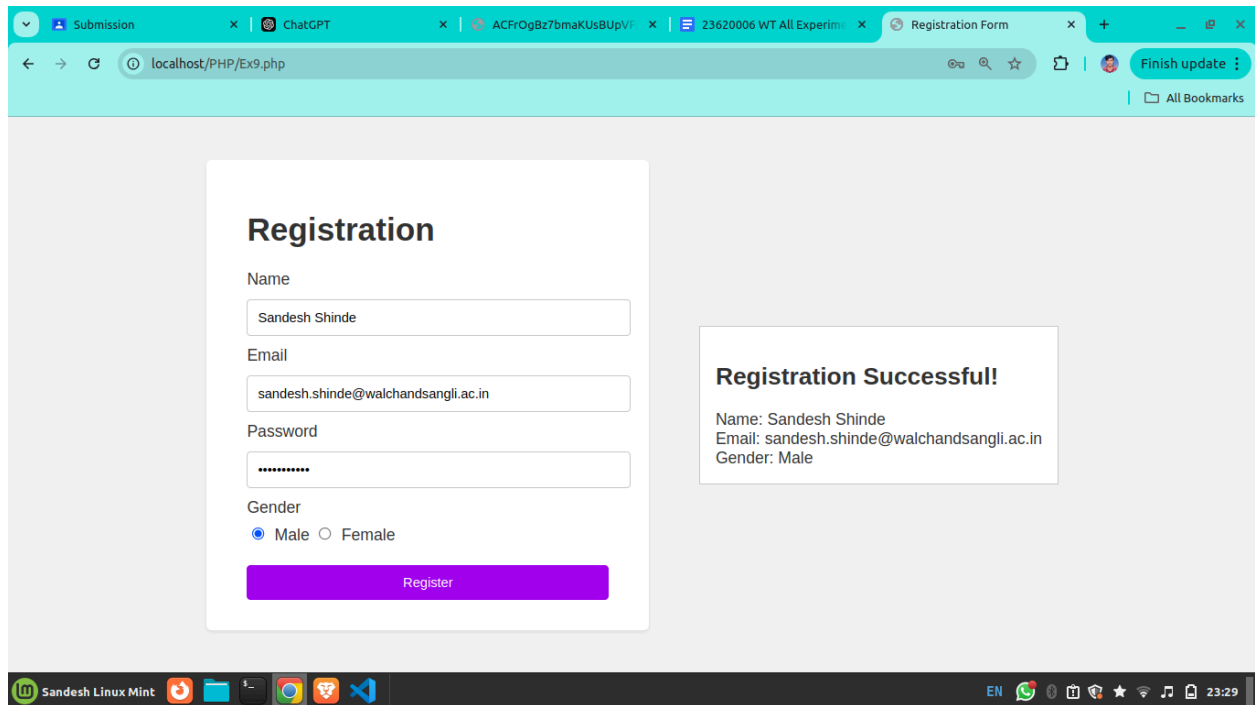 Submission
ChatGPT
ACFrOgBz7bmaKUsBUpVF
23620006 WT All Experime
Registration Form
localhost/PHP/Ex9.php
Finish update
All Bookmarks
Registration
Name
Sandesh Shinde
Email
sandesh.shinde@walchandsangli.ac.in
Password
•••••••••••
Gender
Male
Female
Register
Registration Successful!
Name: Sandesh Shinde
Email: sandesh.shinde@walchandsangli.ac.in
Gender: Male
Sandesh Linux Mint
EN
23:29